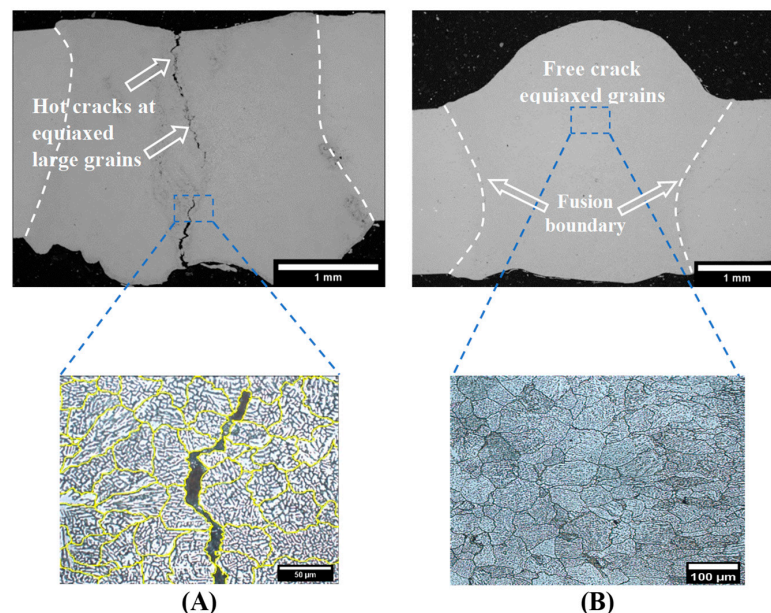 Hot cracks at
equiaxed
large grains
1 mm
Free crack
equiaxed grains
Fusion
boundary
1 mm
50 µm
100 µm
(A)
(B)